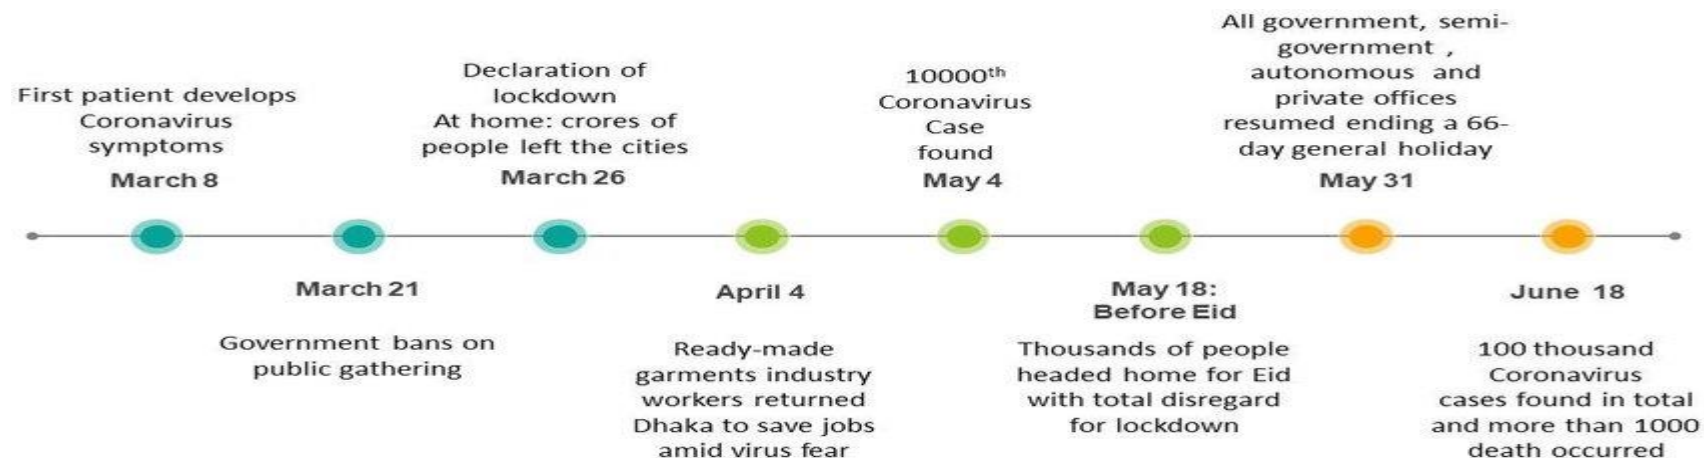 First patient develops
Coronavirus
symptoms
March 8
March 21
Government bans on
public gathering
Declaration of
lockdown
At home: crores of
people left the cities
March 26
April 4
Ready-made
garments industry
workers returned
Dhaka to save jobs
amid virus fear
10000th
Coronavirus
Case
found
May 4
May 18:
Before Eid
Thousands of people
headed home for Eid
with total disregard
for lockdown
All government, semi-
government ,
autonomous and
private offices
resumed ending a 66-
day general holiday
May 31
June 18
100 thousand
Coronavirus
cases found in total
and more than 1000
death occurred